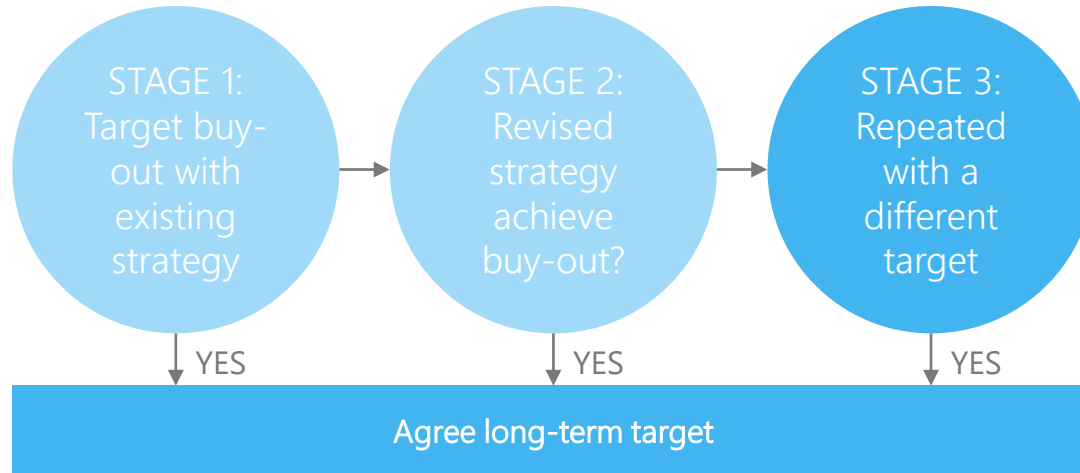 STAGE 1:
Target buy-
out with
existing
strategy
STAGE 2:
Revised
strategy
achieve
buy-out?
STAGE 3:
Repeated
with a
different
target
YES
YES
YES
Agree long-term target